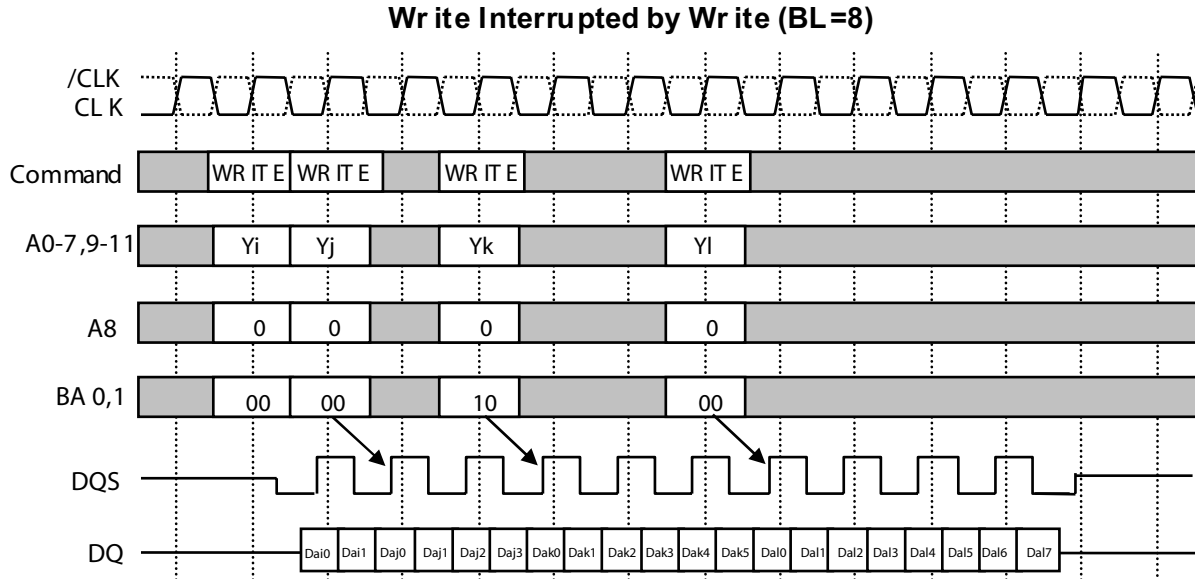 Write Interrupted by Write (BL=8)
/CLK
CLK
Command WRITE WRITE WRITE WRITE
A0-7,9-11 Yi Yj Yk Yl
A8 0 0 0 0
BA 0,1 00 00 10 00
DQS
DQ Dai0 Dai1 Daj0 Daj1 Daj2 Daj3 Dak0 Dak1 Dak2 Dak3 Dak4 Dak5 Dal0 Dal1 Dal2 Dal3 Dal4 Dal5 Dal6 Dal7